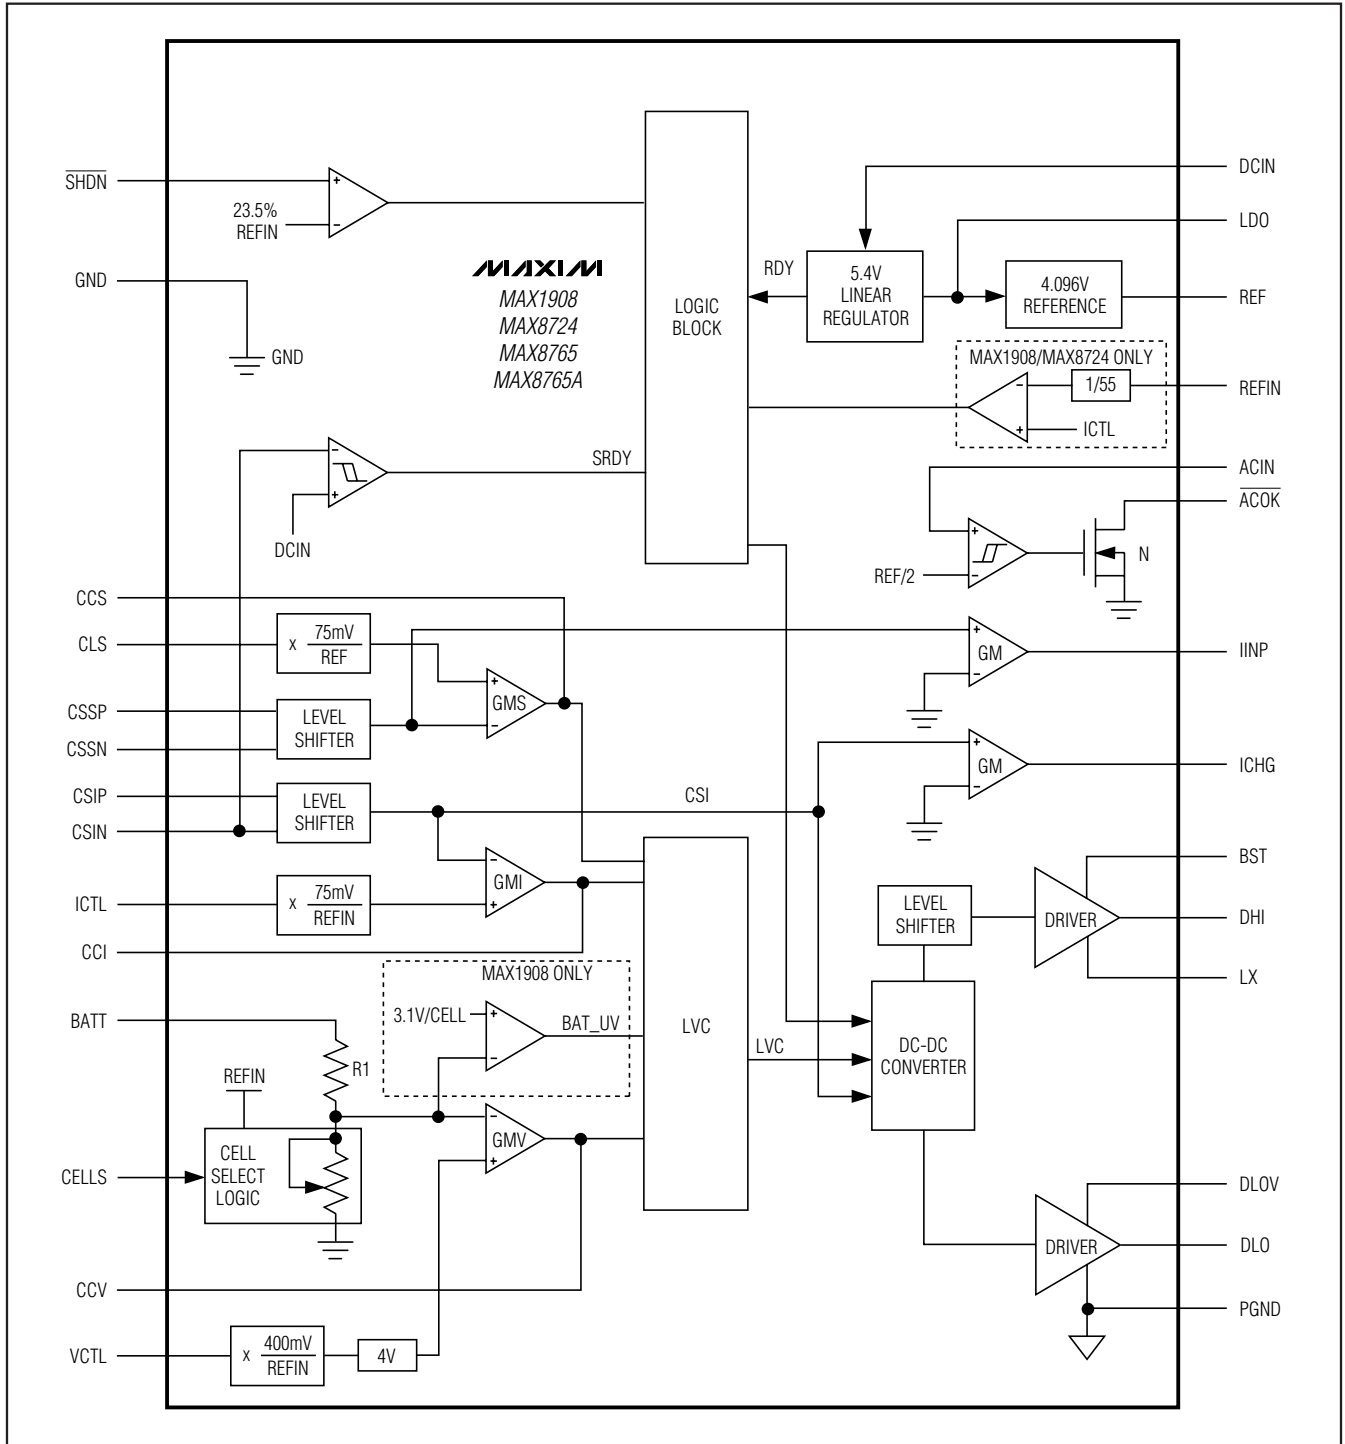 SHDN
23.5%
REFIN
+
−
GND
GND
MAXIM
MAX1908
MAX8724
MAX8765
MAX8765A
LOGIC
BLOCK
RDY
5.4V
LINEAR
REGULATOR
4.096V
REFERENCE
DCIN
LDO
REF
MAX1908/MAX8724 ONLY
−
1/55
+
ICTL
REFIN
−
+
DCIN
SRDY
ACIN
ACOK
+
−
REF/2
N
CCS
CLS
x 75mV
REF
CSSP
CSSN
LEVEL
SHIFTER
+
GMS
−
+
GM
−
IINP
CSIP
CSIN
LEVEL
SHIFTER
CSI
+
GM
−
ICHG
ICTL
x 75mV
REFIN
−
GMI
+
CCI
LEVEL
SHIFTER
DRIVER
BST
DHI
LX
MAX1908 ONLY
3.1V/CELL
+
−
BAT_UV
LVC
LVC
DC-DC
CONVERTER
BATT
R1
REFIN
CELLS
CELL
SELECT
LOGIC
−
GMV
+
DRIVER
DLOV
DLO
PGND
CCV
VCTL
x 400mV
REFIN
4V